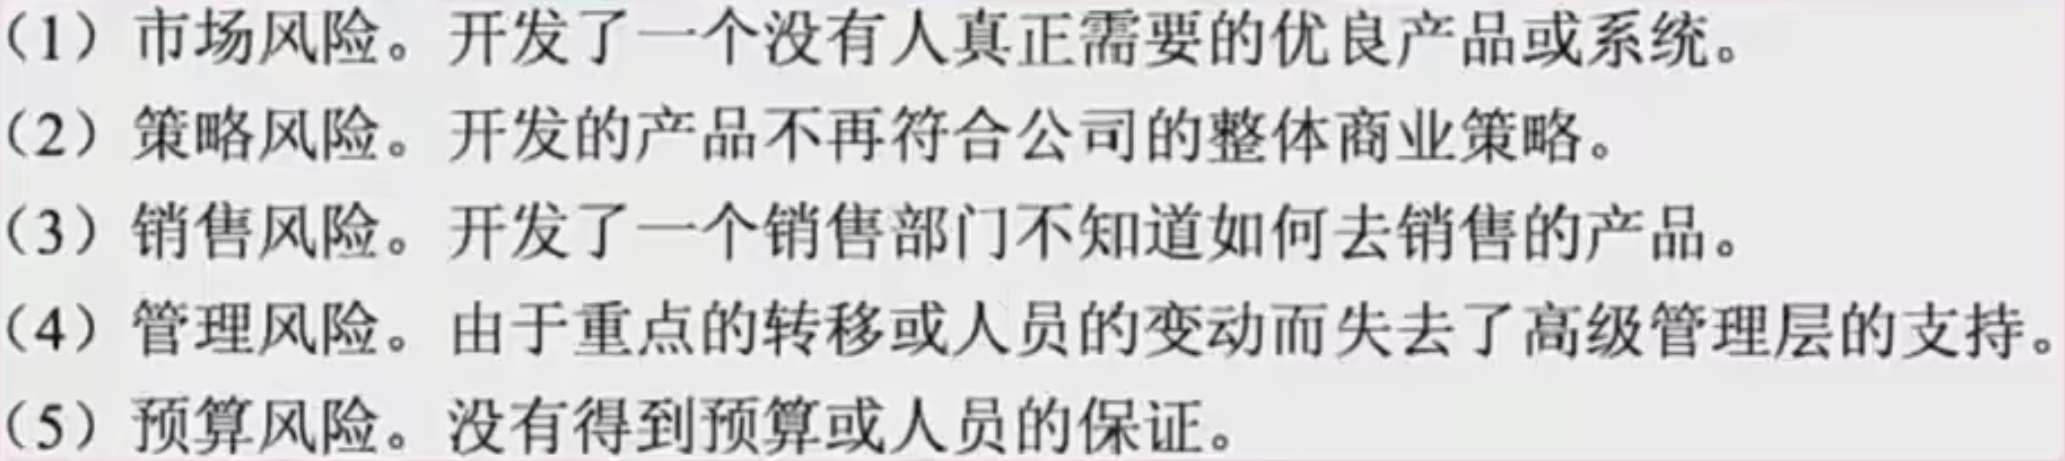 （1）市场风险。开发了一个没有人真正需要的优良产品或系统。
（2）策略风险。开发的产品不再符合公司的整体商业策略。
（3）销售风险。开发了一个销售部门不知道如何去销售的产品。
（4）管理风险。由于重点的转移或人员的变动而失去了高级管理层的支持。
（5）预算风险。没有得到预算或人员的保证。